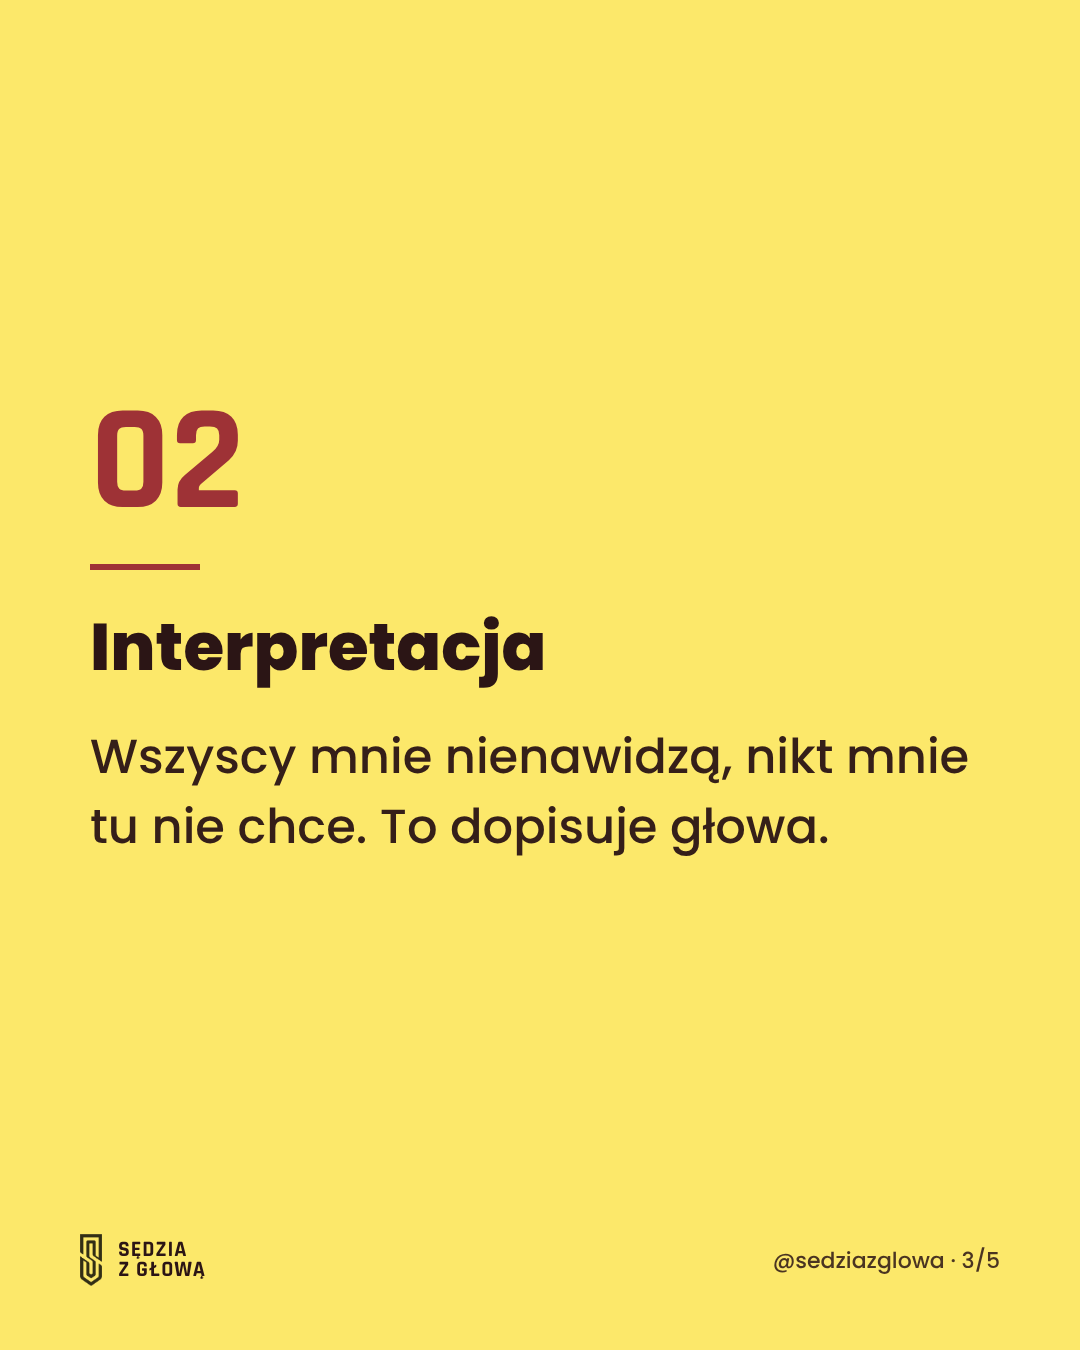 02
Interpretacja
Wszyscy mnie nienawidzą, nikt mnie
tu nie chce. To dopisuje głowa.
SĘDZIA
Z GŁOWĄ
@sedziazglowa · 3/5